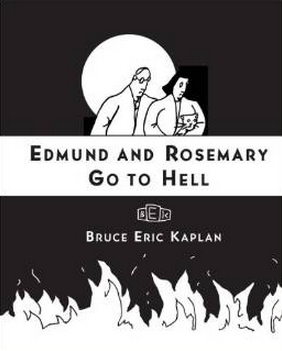 EDMUND AND ROSEMARY
GO TO HELL
BEK
BRUCE ERIC KAPLAN